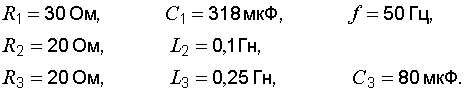 R₁ = 30 Ом, C₁ = 318 мкФ, f = 50 Гц,
R₂ = 20 Ом, L₂ = 0,1 Гн,
R₃ = 20 Ом, L₃ = 0,25 Гн, C₃ = 80 мкФ.